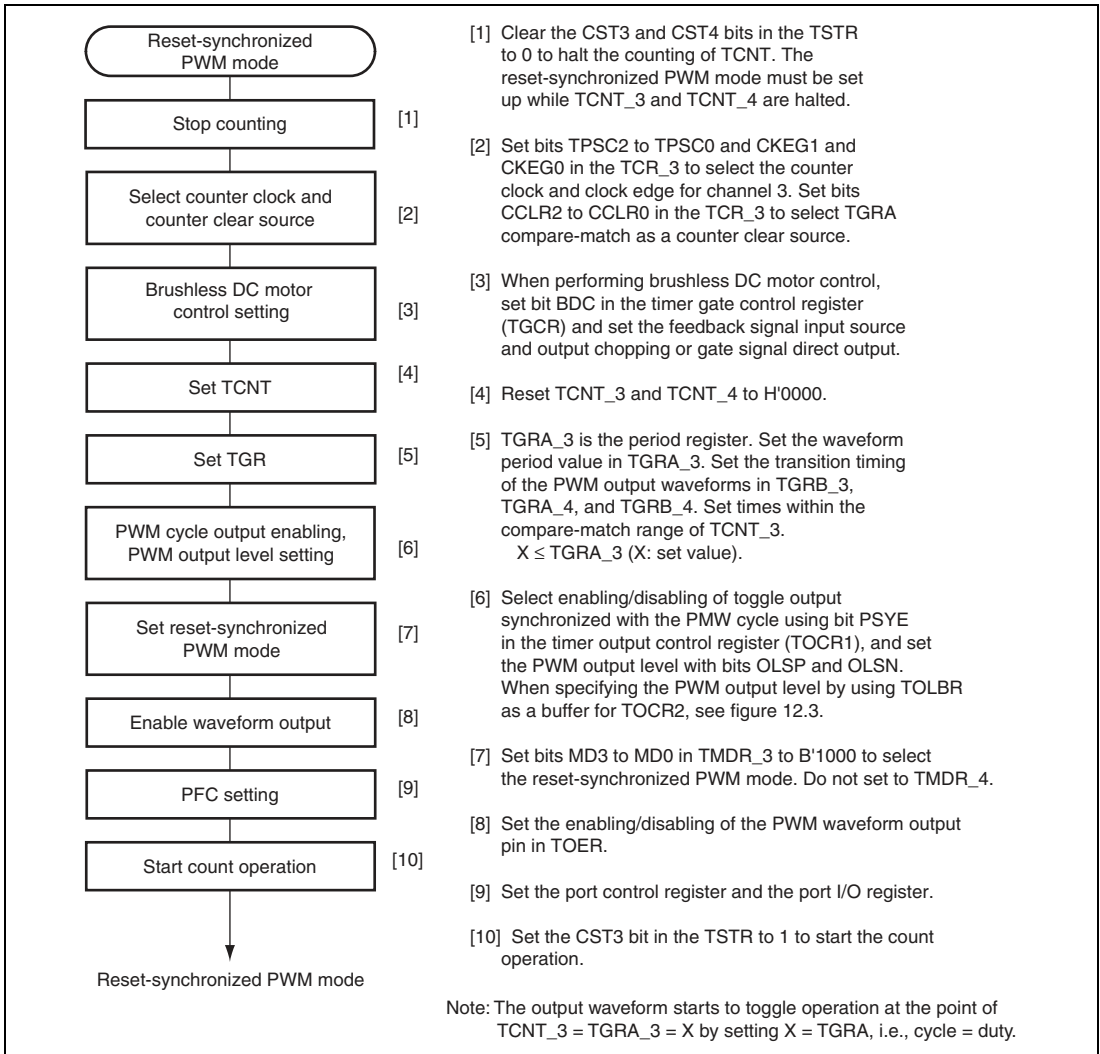 Reset-synchronized
PWM mode
Stop counting
[1]
Select counter clock and
counter clear source
[2]
Brushless DC motor
control setting
[3]
Set TCNT
[4]
Set TGR
[5]
PWM cycle output enabling,
PWM output level setting
[6]
Set reset-synchronized
PWM mode
[7]
Enable waveform output
[8]
PFC setting
[9]
Start count operation
[10]
Reset-synchronized PWM mode
[1] Clear the CST3 and CST4 bits in the TSTR
to 0 to halt the counting of TCNT. The
reset-synchronized PWM mode must be set
up while TCNT_3 and TCNT_4 are halted.
[2] Set bits TPSC2 to TPSC0 and CKEG1 and
CKEG0 in the TCR_3 to select the counter
clock and clock edge for channel 3. Set bits
CCLR2 to CCLR0 in the TCR_3 to select TGRA
compare-match as a counter clear source.
[3] When performing brushless DC motor control,
set bit BDC in the timer gate control register
(TGCR) and set the feedback signal input source
and output chopping or gate signal direct output.
[4] Reset TCNT_3 and TCNT_4 to H'0000.
[5] TGRA_3 is the period register. Set the waveform
period value in TGRA_3. Set the transition timing
of the PWM output waveforms in TGRB_3,
TGRA_4, and TGRB_4. Set times within the
compare-match range of TCNT_3.
X ≤ TGRA_3 (X: set value).
[6] Select enabling/disabling of toggle output
synchronized with the PMW cycle using bit PSYE
in the timer output control register (TOCR1), and set
the PWM output level with bits OLSP and OLSN.
When specifying the PWM output level by using TOLBR
as a buffer for TOCR2, see figure 12.3.
[7] Set bits MD3 to MD0 in TMDR_3 to B'1000 to select
the reset-synchronized PWM mode. Do not set to TMDR_4.
[8] Set the enabling/disabling of the PWM waveform output
pin in TOER.
[9] Set the port control register and the port I/O register.
[10] Set the CST3 bit in the TSTR to 1 to start the count
operation.
Note: The output waveform starts to toggle operation at the point of
TCNT_3 = TGRA_3 = X by setting X = TGRA, i.e., cycle = duty.